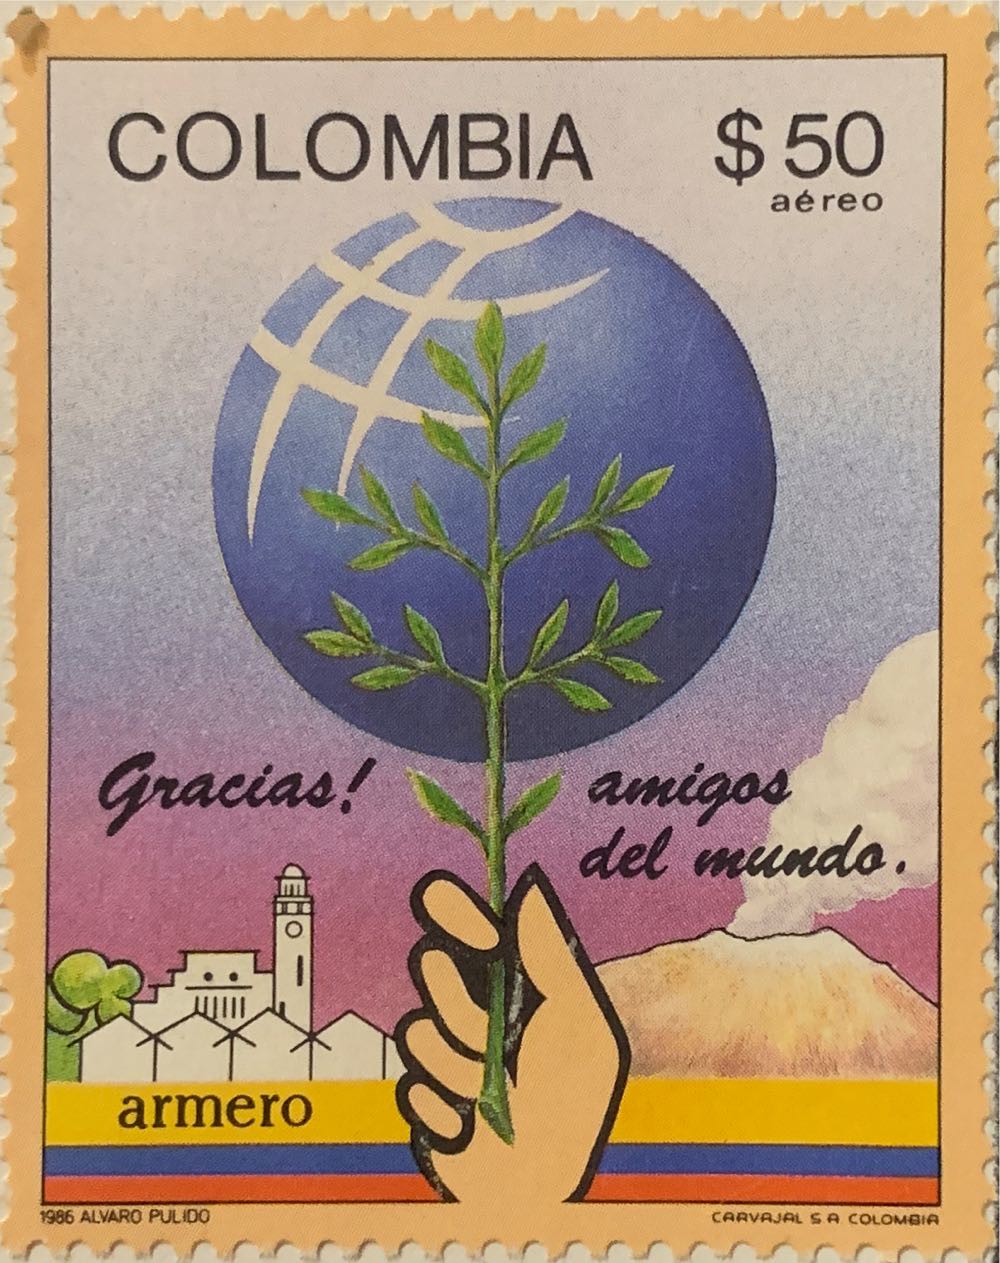 COLOMBIA $50
aéreo
Gracias! amigos
del mundo.
armero
1986 ALVARO PULIDO CARVAJAL S A COLOMBIA